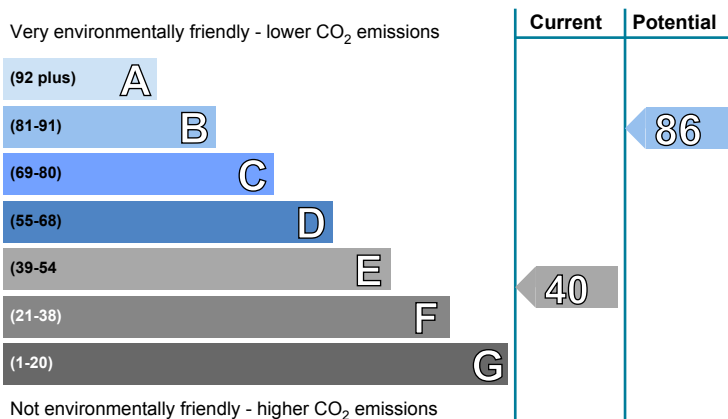 Current Potential
Very environmentally friendly - lower CO2 emissions
(92 plus) A
(81-91) B
86
(69-80) C
(55-68) D
(39-54 E
40
(21-38) F
(1-20) G
Not environmentally friendly - higher CO2 emissions